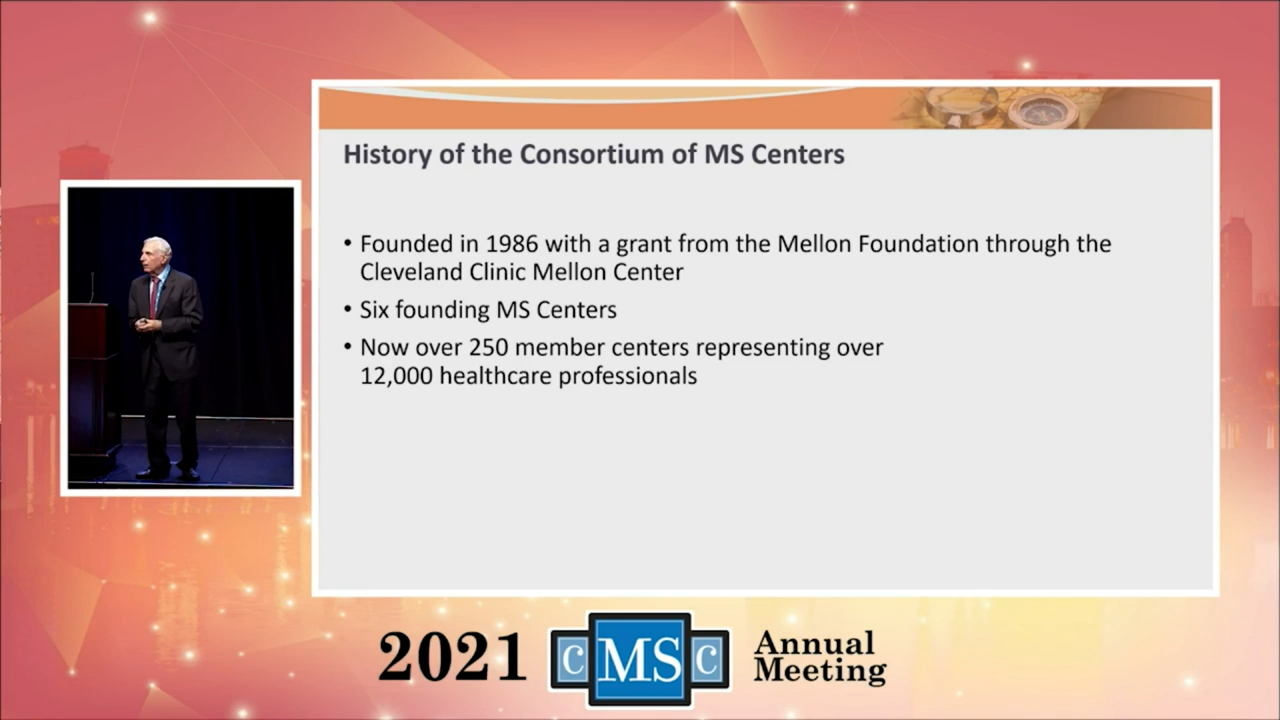 History of the Consortium of MS Centers
• Founded in 1986 with a grant from the Mellon Foundation through the
Cleveland Clinic Mellon Center
• Six founding MS Centers
• Now over 250 member centers representing over
12,000 healthcare professionals
2021 CMSC Annual
Meeting